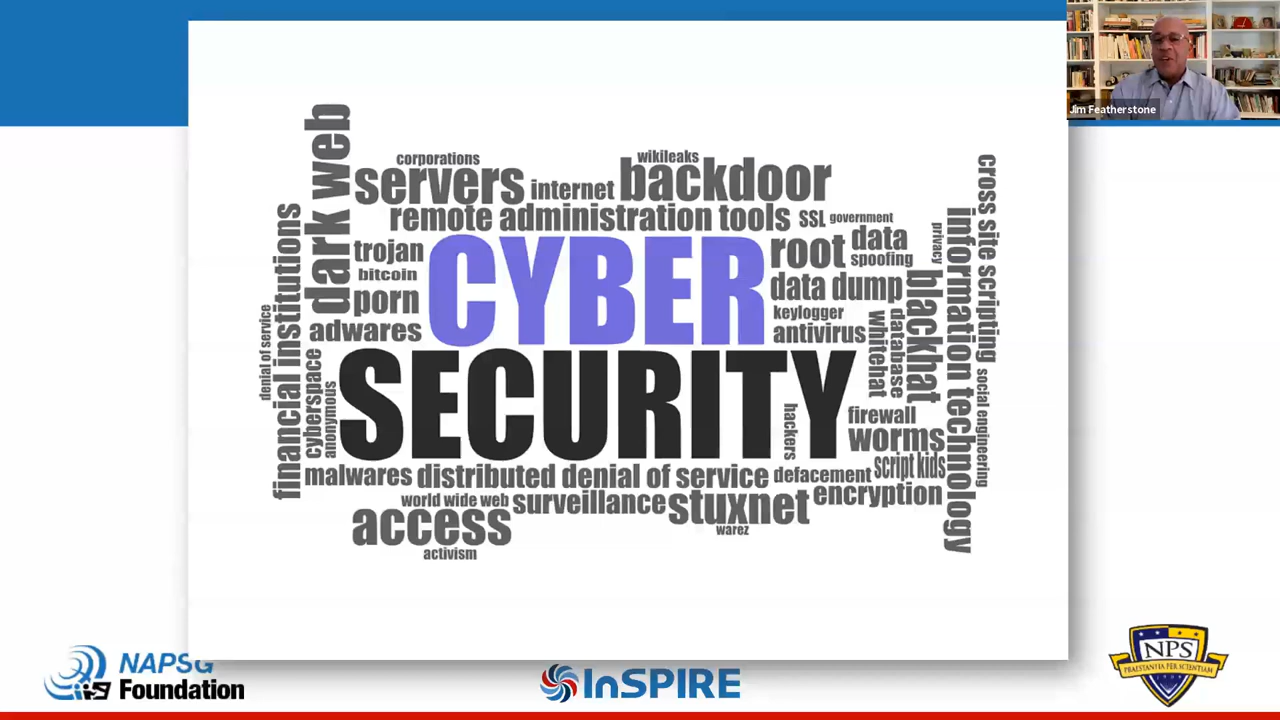 Jim Featherstone
dark web
corporations
wikileaks
servers
internet
backdoor
remote administration tools
SSL
government
trojan
bitcoin
porn
adwares
CYBER
root
data
spoofing
data dump
keylogger
antivirus
privacy
information technology
cross site scripting
blackhat
database
whitehat
denial of service
financial institutions
cyberspace
anonymous
SECURITY
hackers
firewall
worms
social engineering
malwares
distributed denial of service
defacement
script kids
world wide web
surveillance
stuxnet
encryption
access
warez
activism
NAPSG
Foundation
InSPIRE
NPS
PRAESTANTIA PER SCIENTIAM